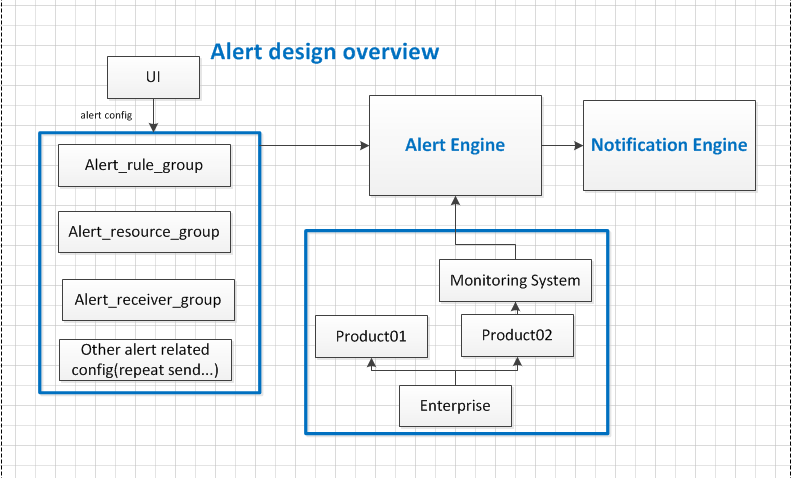 Alert design overview
UI
alert config
Alert_rule_group
Alert_resource_group
Alert_receiver_group
Other alert related
config(repeat send...)
Alert Engine
Notification Engine
Monitoring System
Product01
Product02
Enterprise